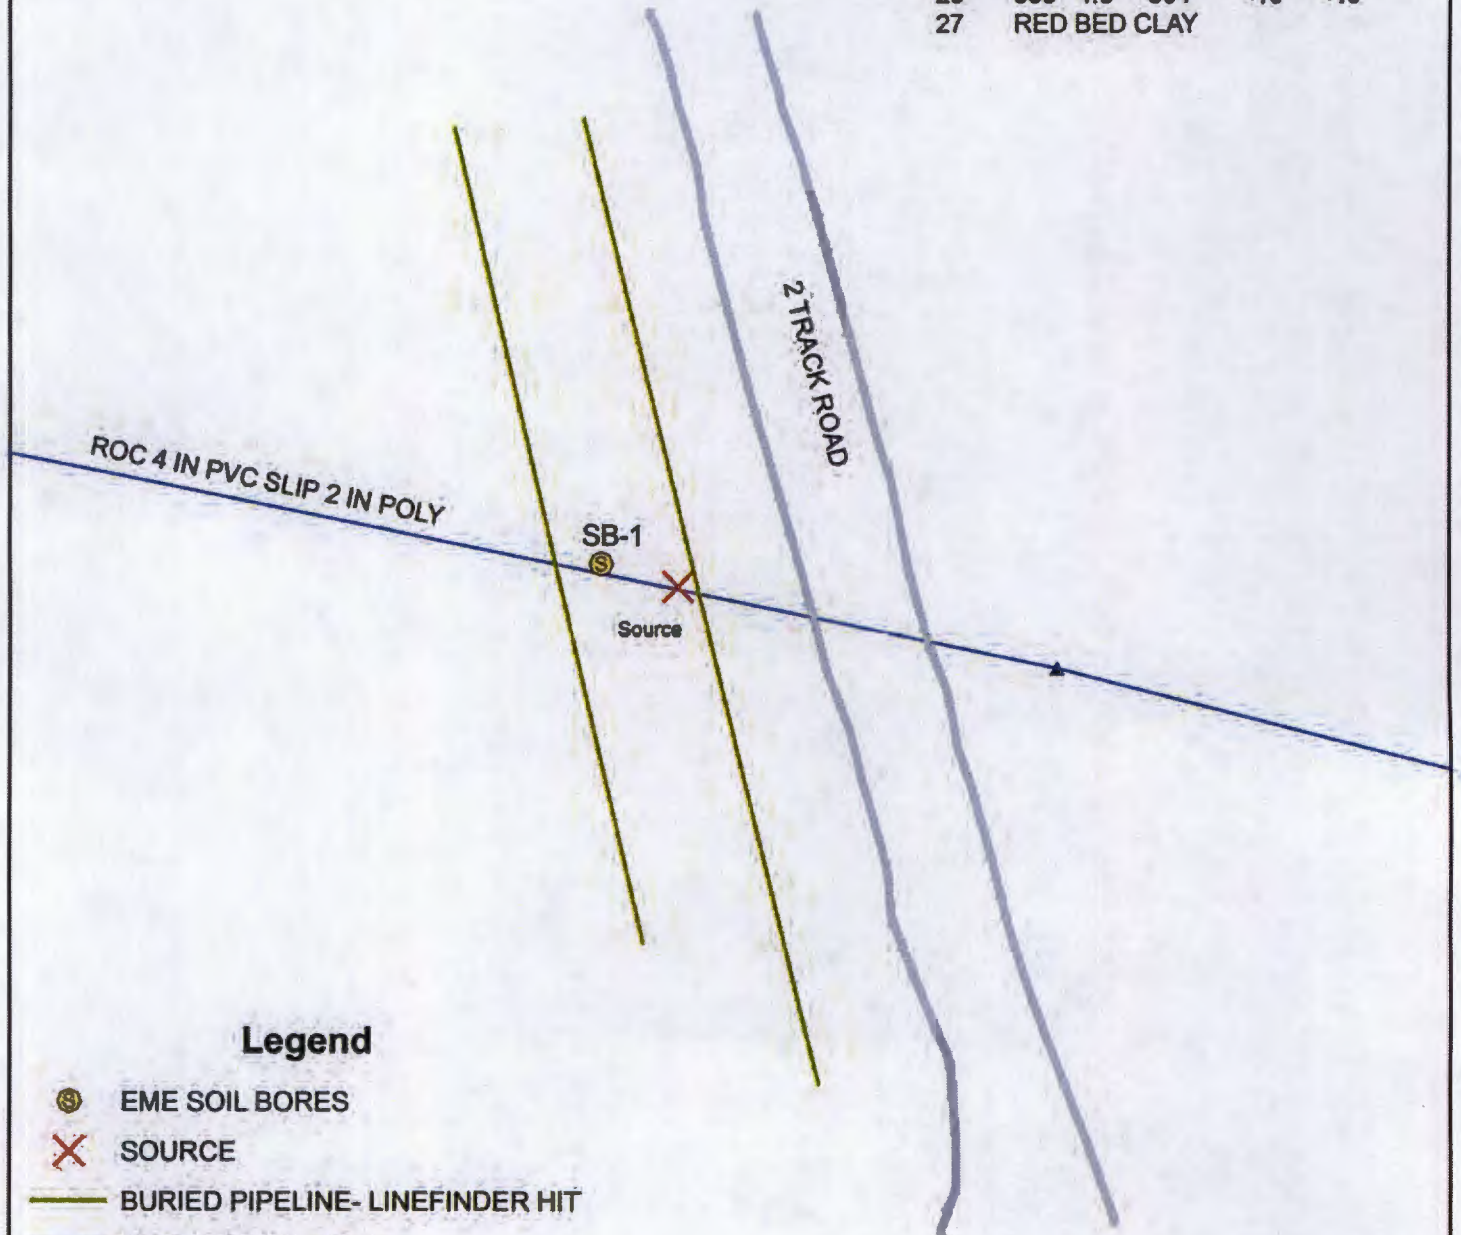 27 RED BED CLAY
2 TRACK ROAD
ROC 4 IN PVC SLIP 2 IN POLY
SB-1
S
Source
Legend
S EME SOIL BORES
SOURCE
BURIED PIPELINE- LINEFINDER HIT